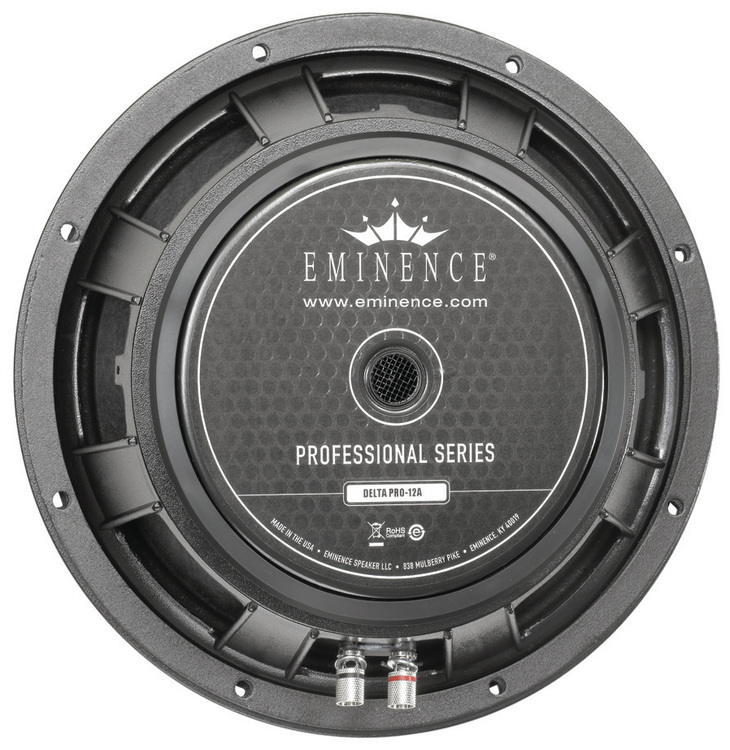 EMINENCE®
www.eminence.com
PROFESSIONAL SERIES
DELTA PRO-12A
RoHS
Compliant
e
MADE IN THE USA • EMINENCE SPEAKER LLC • 838 MULBERRY PIKE • EMINENCE, KY 40019